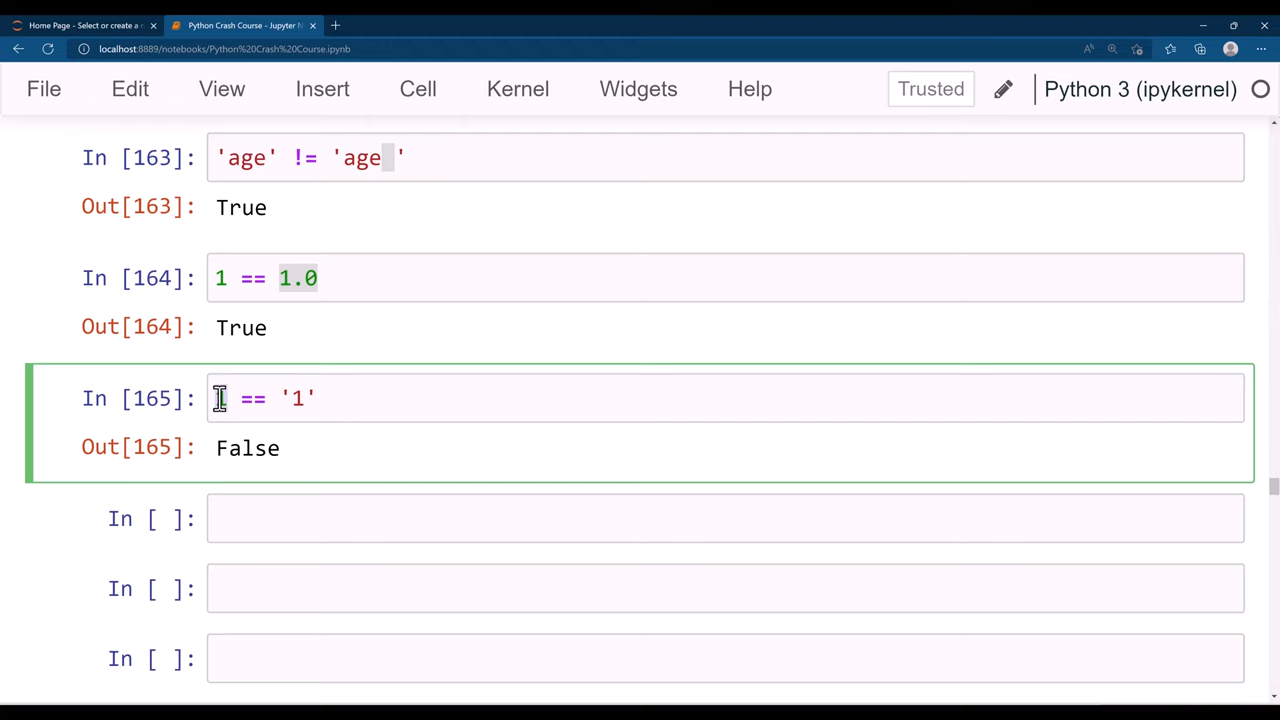 Home Page - Select or create a n
Python Crash Course - Jupyter N
localhost:8889/notebooks/Python%20Crash%20Course.ipynb
File Edit View Insert Cell Kernel Widgets Help Trusted Python 3 (ipykernel)
In [163]: 'age' != 'age '
Out[163]: True
In [164]: 1 == 1.0
Out[164]: True
In [165]: 1 == '1'
Out[165]: False
In [ ]:
In [ ]:
In [ ]: